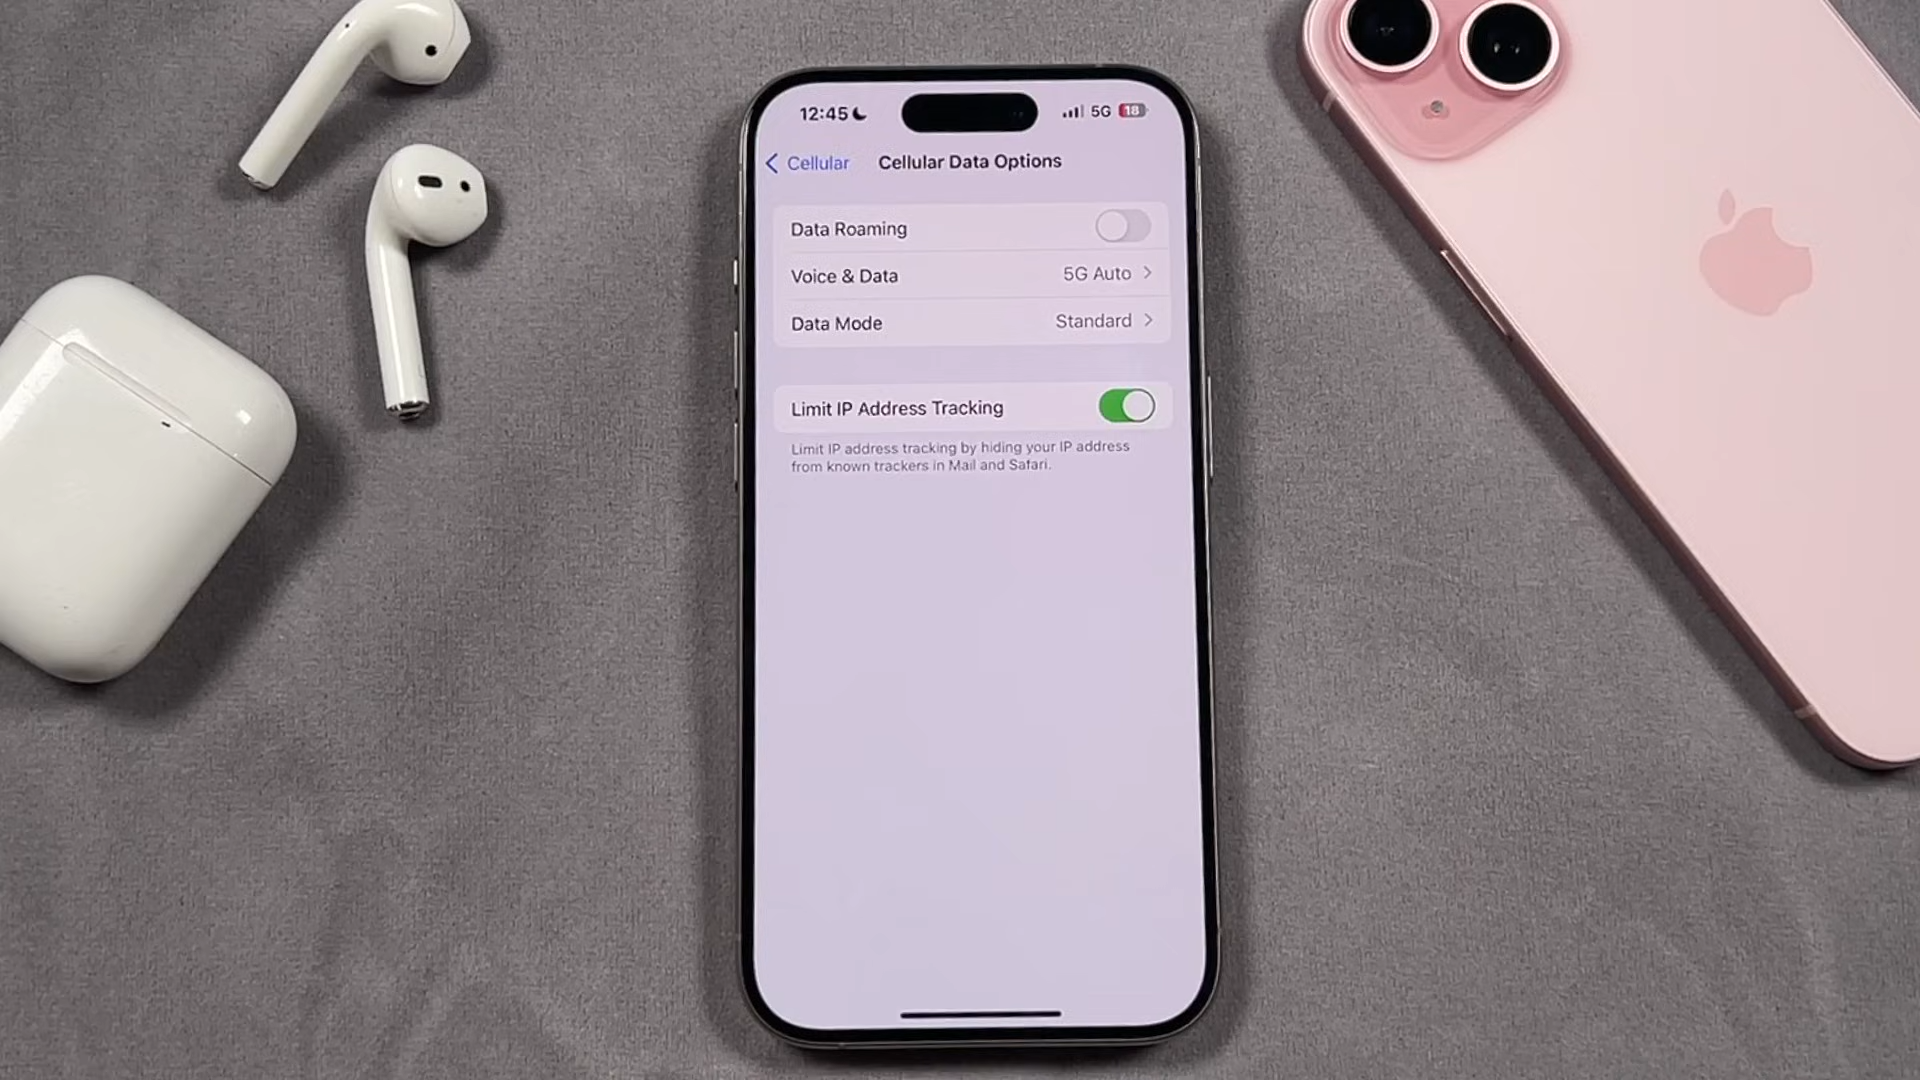 12:45
5G 18
Cellular
Cellular Data Options
Data Roaming
Voice & Data 5G Auto
Data Mode Standard
Limit IP Address Tracking
Limit IP address tracking by hiding your IP address
from known trackers in Mail and Safari.